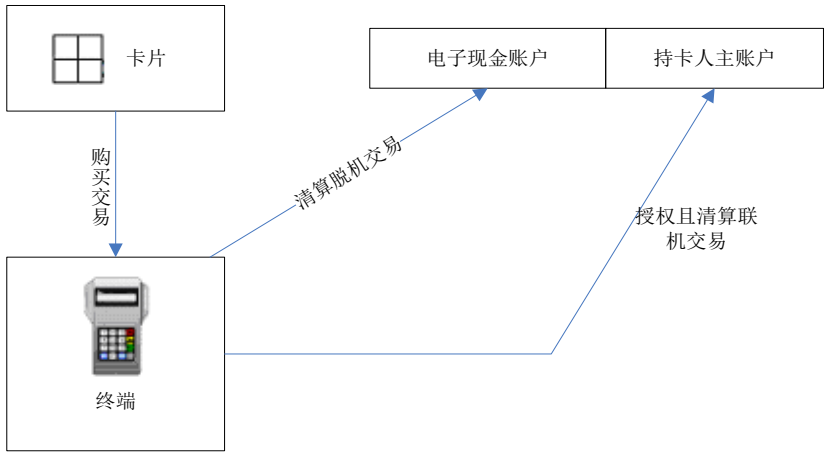 卡片
电子现金账户
持卡人主账户
购买交易
清算脱机交易
授权且清算联
机交易
终端